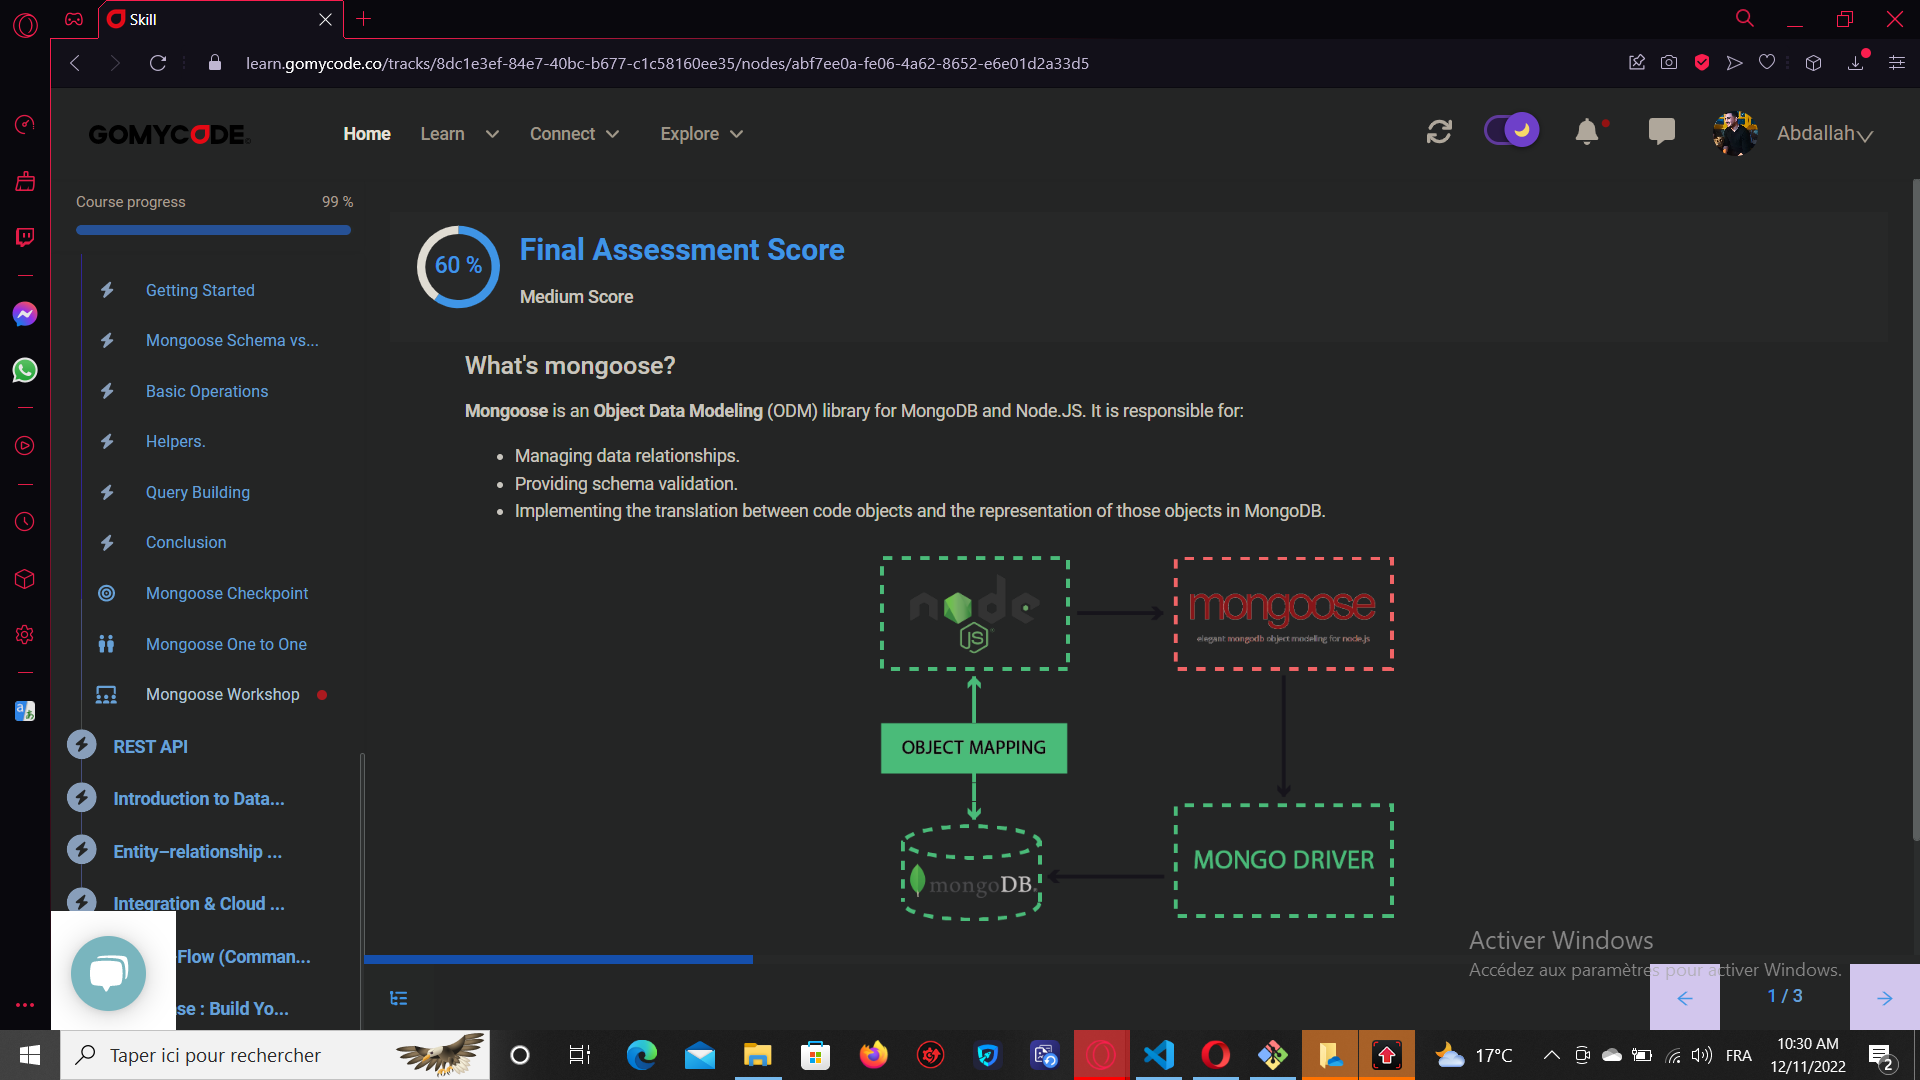 Skill
learn.gomycode.co/tracks/8dc1e3ef-84e7-40bc-b677-c1c58160ee35/nodes/abf7ee0a-fe06-4a62-8652-e6e01d2a33d5
GOMYCODE
Home
Learn
Connect
Explore
Abdallah
Course progress
99 %
Getting Started
Mongoose Schema vs...
Basic Operations
Helpers.
Query Building
Conclusion
Mongoose Checkpoint
Mongoose One to One
Mongoose Workshop
REST API
Introduction to Data...
Entity–relationship ...
Integration & Cloud ...
Flow (Comman...
se : Build Yo...
60 %
Final Assessment Score
Medium Score
What's mongoose?
Mongoose is an Object Data Modeling (ODM) library for MongoDB and Node.JS. It is responsible for:
• Managing data relationships.
• Providing schema validation.
• Implementing the translation between code objects and the representation of those objects in MongoDB.
node
JS
mongoose
elegant mongodb object modeling for node.js
OBJECT MAPPING
mongoDB.
MONGO DRIVER
Activer Windows
Accédez aux paramètres pour activer Windows.
1 / 3
Taper ici pour rechercher
17°C
FRA
10:30 AM
12/11/2022
2